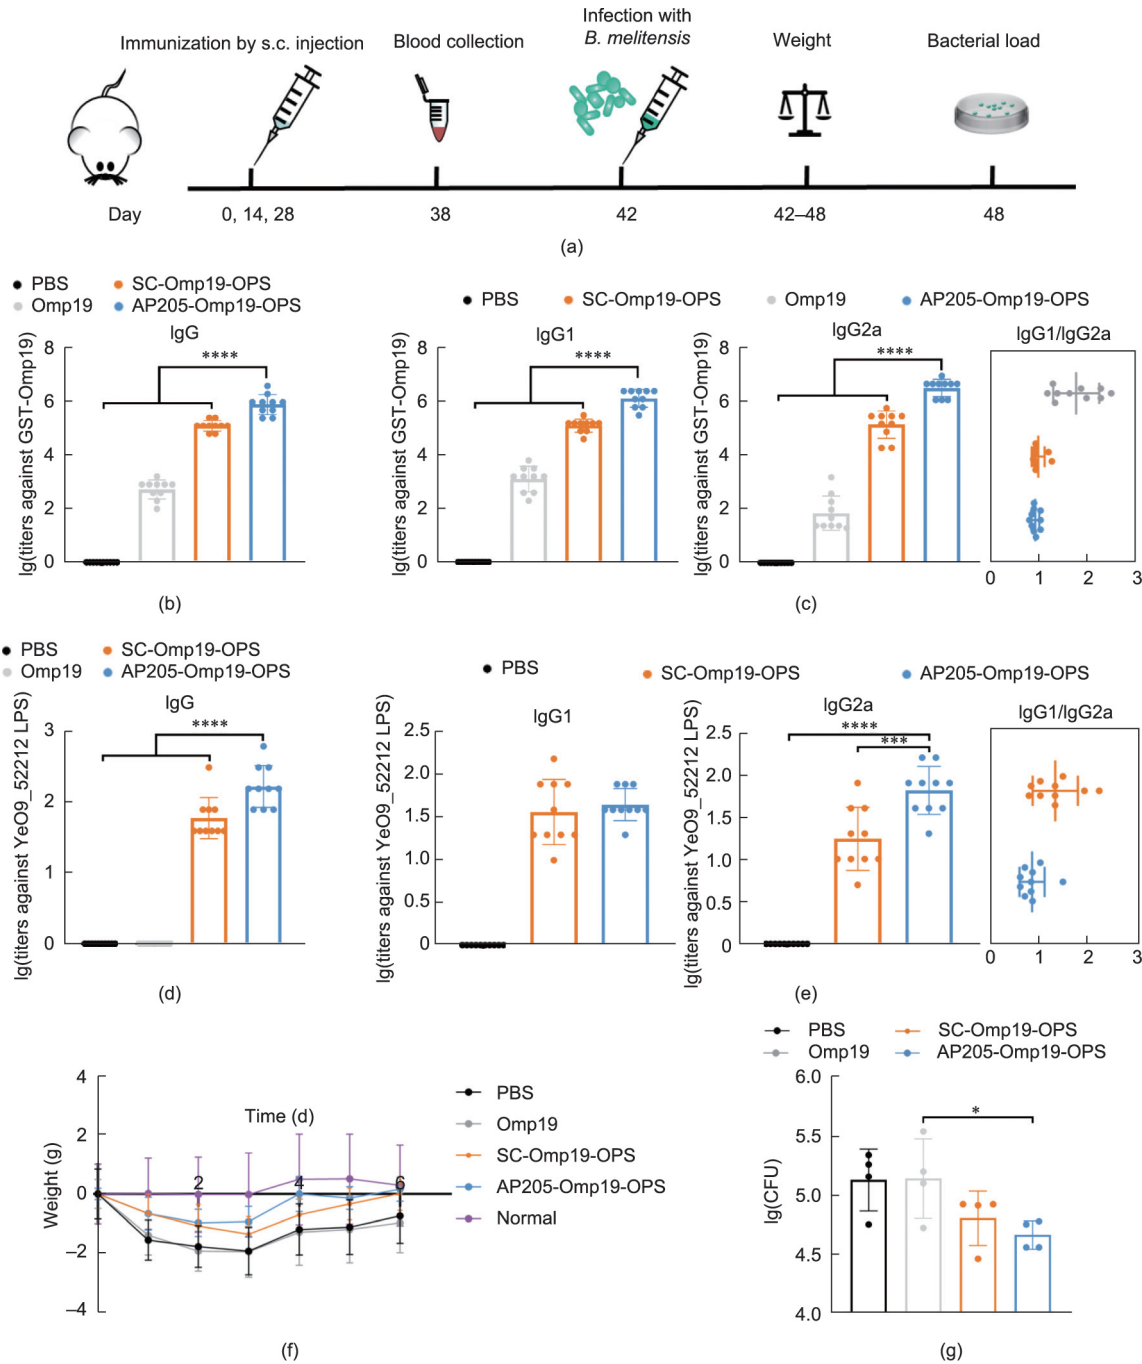 Immunization by s.c. injection
Blood collection
Infection with
B. melitensis
Weight
Bacterial load
Day
0, 14, 28
38
42
42–48
48
(a)
PBS
SC-Omp19-OPS
Omp19
AP205-Omp19-OPS
IgG
lg(titers against GST-Omp19)
8
6
4
2
0
****
(b)
PBS
SC-Omp19-OPS
Omp19
AP205-Omp19-OPS
IgG1
lg(titers against GST-Omp19)
8
6
4
2
0
****
IgG2a
lg(titers against GST-Omp19)
8
6
4
2
0
****
IgG1/IgG2a
0 1 2 3
(c)
PBS
SC-Omp19-OPS
Omp19
AP205-Omp19-OPS
IgG
lg(titers against YeO9_52212 LPS)
3
2
1
0
****
(d)
PBS
SC-Omp19-OPS
AP205-Omp19-OPS
IgG1
lg(titers against YeO9_52212 LPS)
2.5
2.0
1.5
1.0
0.5
0
IgG2a
lg(titers against YeO9_52212 LPS)
2.5
2.0
1.5
1.0
0.5
0
****
***
IgG1/IgG2a
0 1 2 3
(e)
Weight (g)
4
2
0
–2
–4
Time (d)
2 4 6
PBS
Omp19
SC-Omp19-OPS
AP205-Omp19-OPS
Normal
(f)
PBS
SC-Omp19-OPS
Omp19
AP205-Omp19-OPS
lg(CFU)
6.0
5.5
5.0
4.5
4.0
*
(g)